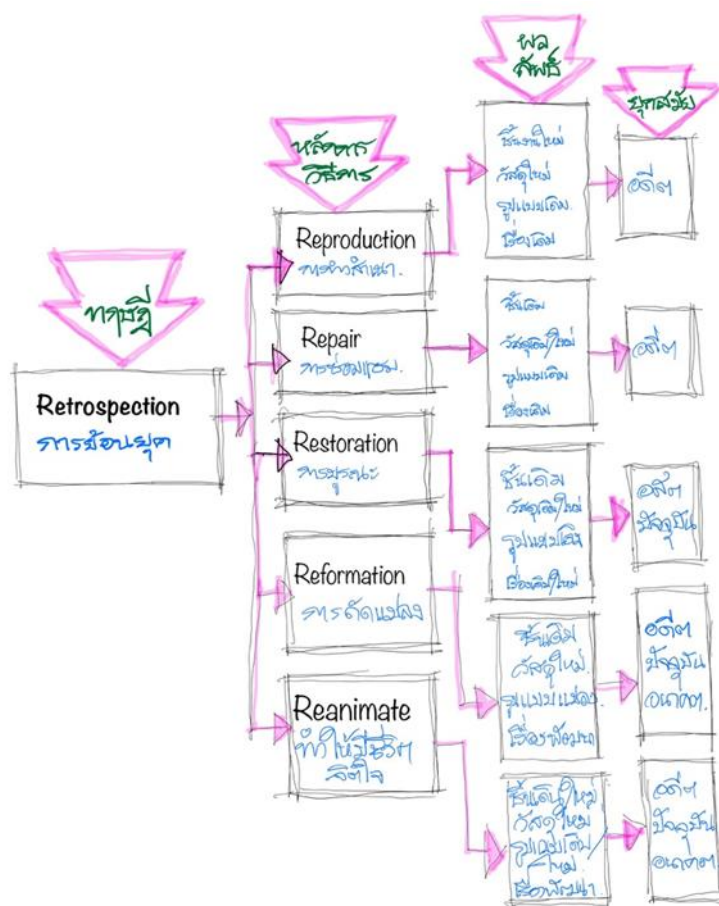 ทฤษฎี
Retrospection
การย้อนยุค
หลักการ
วิธีการ
Reproduction
การทำสำเนา.
Repair
การซ่อมแซม.
Restoration
การบูรณะ
Reformation
การดัดแปลง
Reanimate
ทำให้มีชีวิต
จิตใจ
ผล
ลัพธ์
ชิ้นงานใหม่
วัสดุใหม่
รูปแบบเดิม.
เรื่องเดิม
ชิ้นเดิม
วัสดุเดิม/ใหม่
รูปแบบเดิม
เรื่องเดิม
ชิ้นเดิม
วัสดุเดิม/ใหม่
รูปแบบเดิม
เรื่องเดิม/ใหม่
ชิ้นเดิม
วัสดุใหม่.
รูปแบบแปลง.
เรื่องพัฒนา
ชิ้นเดิม/ใหม่
วัสดุใหม่
รูปแบบเดิม/
ใหม่
เรื่องพัฒนา.
ยุคสมัย
อดีต
อดีต
อดีต
ปัจจุบัน
อดีต
ปัจจุบัน
อนาคต.
อดีต
ปัจจุบัน
อนาคต